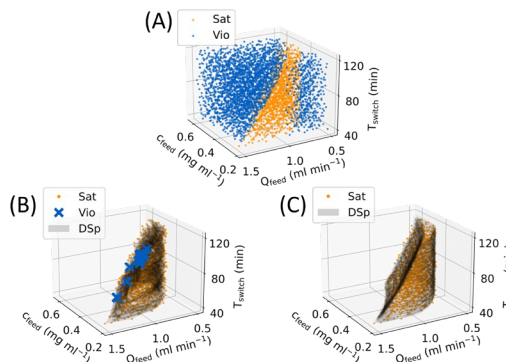 (A)
Sat
Vio
120
80
40
T_switch (min)
0.6
0.4
0.2
c_feed (mg ml⁻¹)
1.5
1.0
0.5
Q_feed (ml min⁻¹)
(B)
Sat
Vio
DSp
120
80
40
T_switch (min)
0.6
0.4
0.2
c_feed (mg ml⁻¹)
1.5
1.0
0.5
Q_feed (ml min⁻¹)
(C)
Sat
DSp
120
80
40
0.6
0.4
0.2
c_feed (mg ml⁻¹)
1.5
1.0
0.5
Q_feed (ml min⁻¹)